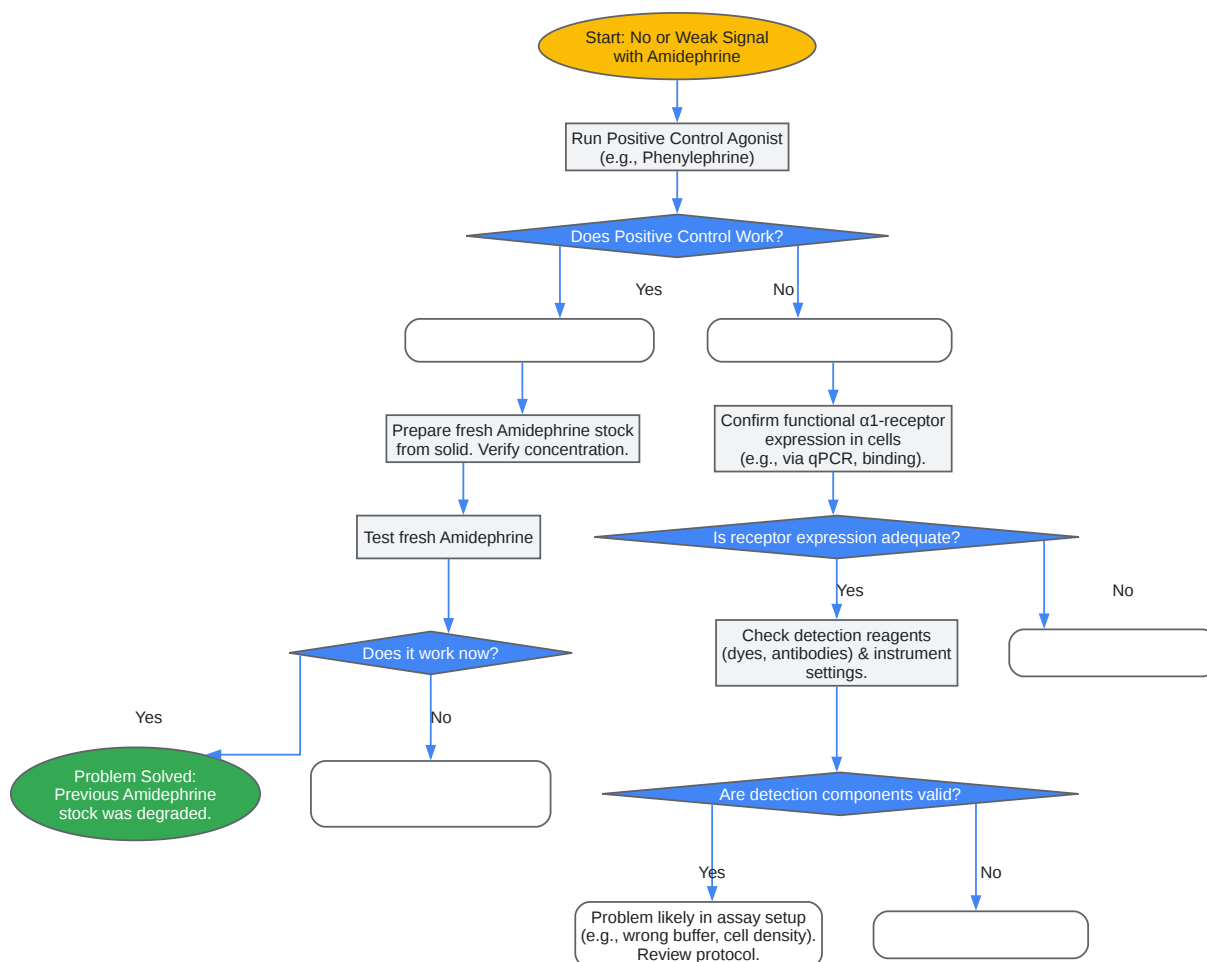 Start: No or Weak Signal
with Amidephrine
Run Positive Control Agonist
(e.g., Phenylephrine)
Does Positive Control Work?
Yes
No
Prepare fresh Amidephrine stock
from solid. Verify concentration.
Confirm functional α1-receptor
expression in cells
(e.g., via qPCR, binding).
Test fresh Amidephrine
Is receptor expression adequate?
Yes
No
Check detection reagents
(dyes, antibodies) & instrument
settings.
Does it work now?
Yes
No
Problem Solved:
Previous Amidephrine
stock was degraded.
Are detection components valid?
Yes
No
Problem likely in assay setup
(e.g., wrong buffer, cell density).
Review protocol.